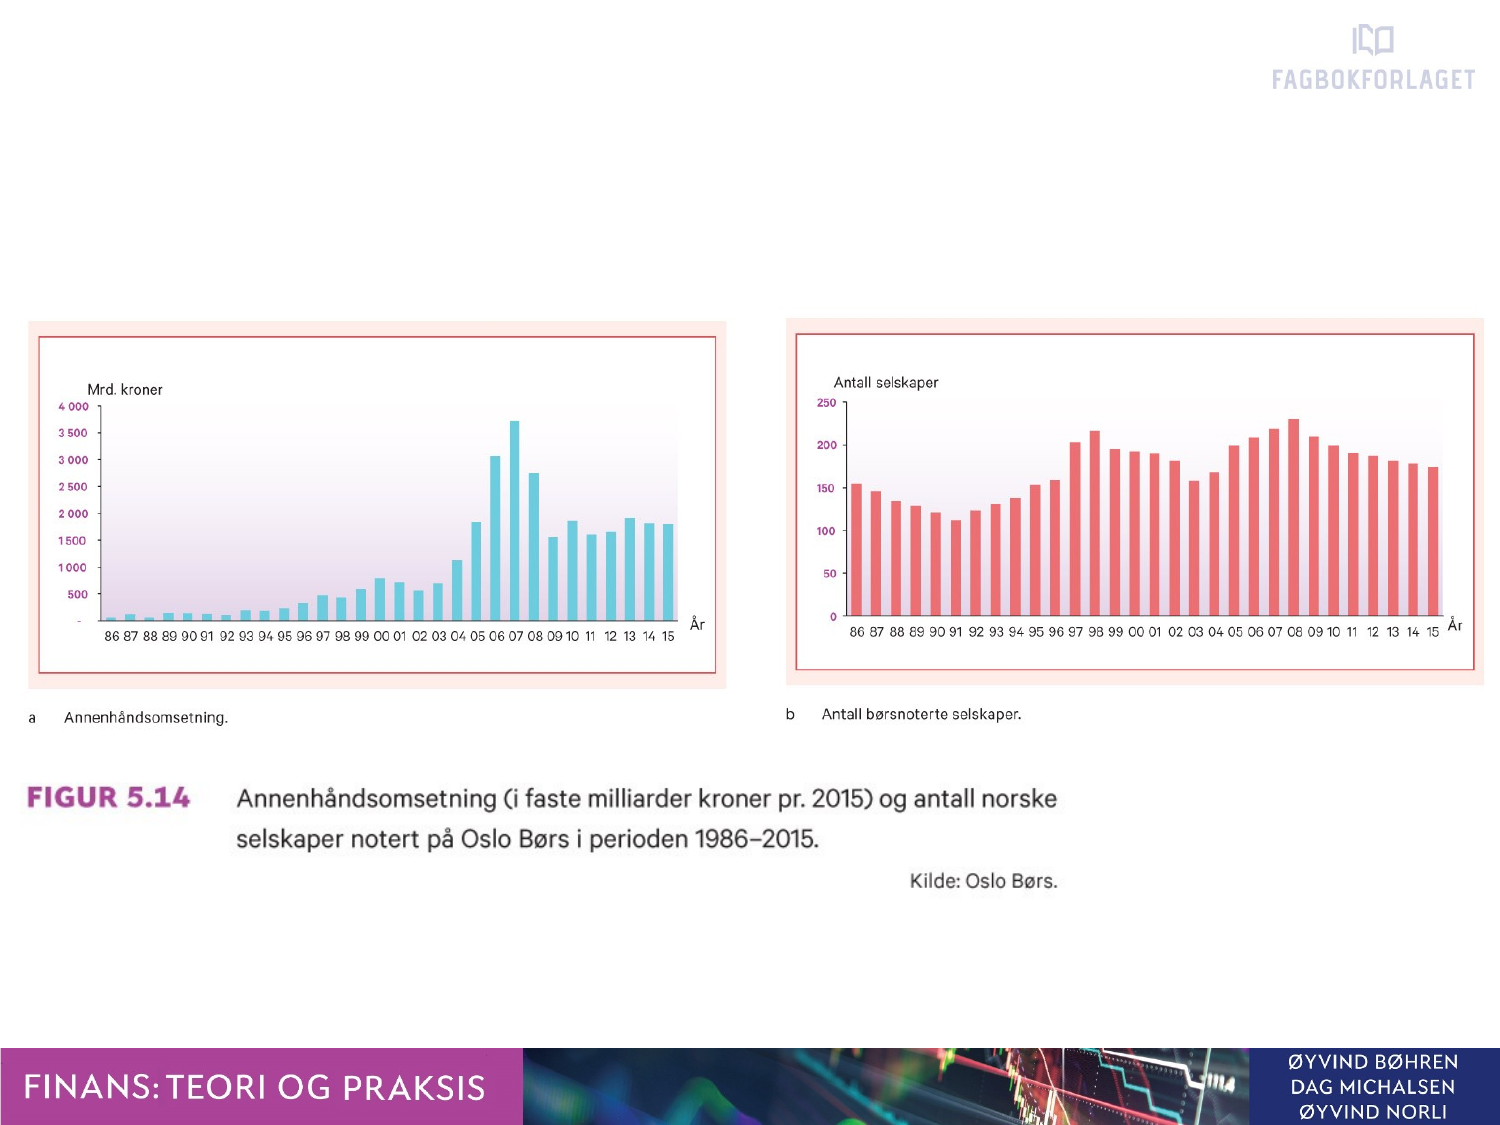 FAGBOKFORLAGET
Mrd. kroner
4 000
3 500
3 000
2 500
2 000
1 500
1 000
500
-
86 87 88 89 90 91 92 93 94 95 96 97 98 99 00 01 02 03 04 05 06 07 08 09 10 11 12 13 14 15
År
a Annenhåndsomsetning.
Antall selskaper
250
200
150
100
50
0
86 87 88 89 90 91 92 93 94 95 96 97 98 99 00 01 02 03 04 05 06 07 08 09 10 11 12 13 14 15
År
b Antall børsnoterte selskaper.
FIGUR 5.14 Annenhåndsomsetning (i faste milliarder kroner pr. 2015) og antall norske
selskaper notert på Oslo Børs i perioden 1986–2015.
Kilde: Oslo Børs.
FINANS: TEORI OG PRAKSIS
ØYVIND BØHREN
DAG MICHALSEN
ØYVIND NORLI